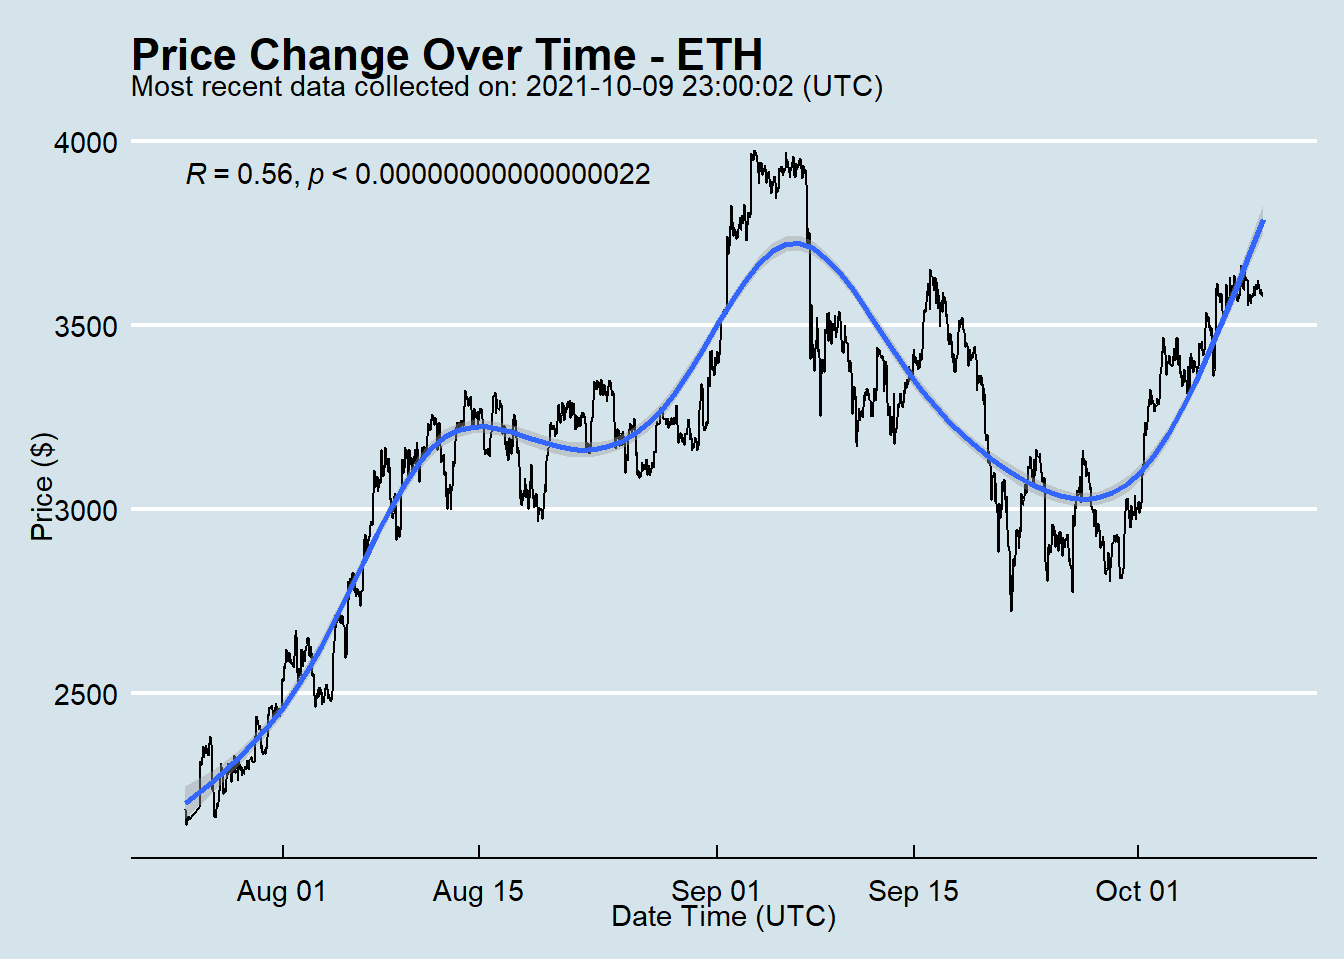 Price Change Over Time - ETH
Most recent data collected on: 2021-10-09 23:00:02 (UTC)
R = 0.56, p < 0.00000000000000022
4000
3500
3000
2500
Price ($)
Aug 01
Aug 15
Sep 01
Sep 15
Oct 01
Date Time (UTC)